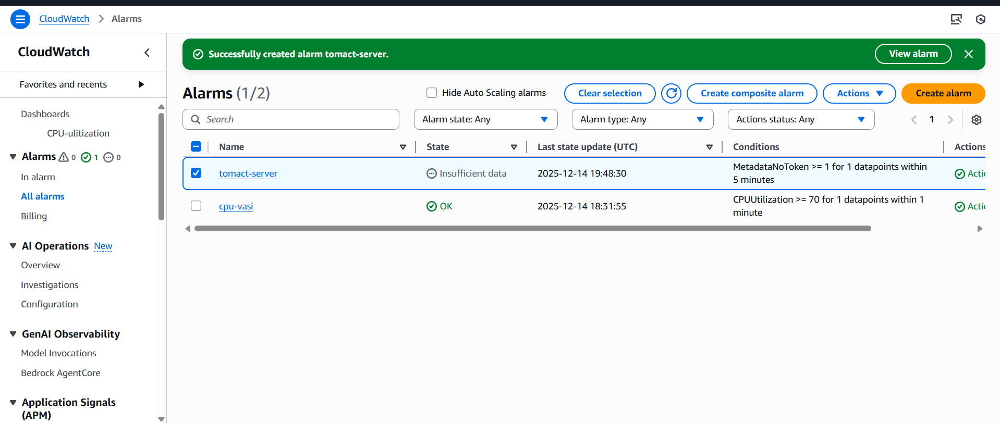 CloudWatch > Alarms
CloudWatch
Favorites and recents
Dashboards
CPU-ulitization
Alarms 0 1 0
In alarm
All alarms
Billing
AI Operations New
Overview
Investigations
Configuration
GenAI Observability
Model Invocations
Bedrock AgentCore
Application Signals
(APM)
Successfully created alarm tomact-server.
View alarm
Alarms (1/2)
Hide Auto Scaling alarms
Clear selection
Create composite alarm
Actions
Create alarm
Search
Alarm state: Any
Alarm type: Any
Actions status: Any
1
Name State Last state update (UTC) Conditions Actions
tomact-server Insufficient data 2025-12-14 19:48:30 MetadataNoToken >= 1 for 1 datapoints within
5 minutes
cpu-vasi OK 2025-12-14 18:31:55 CPUUtilization >= 70 for 1 datapoints within 1
minute